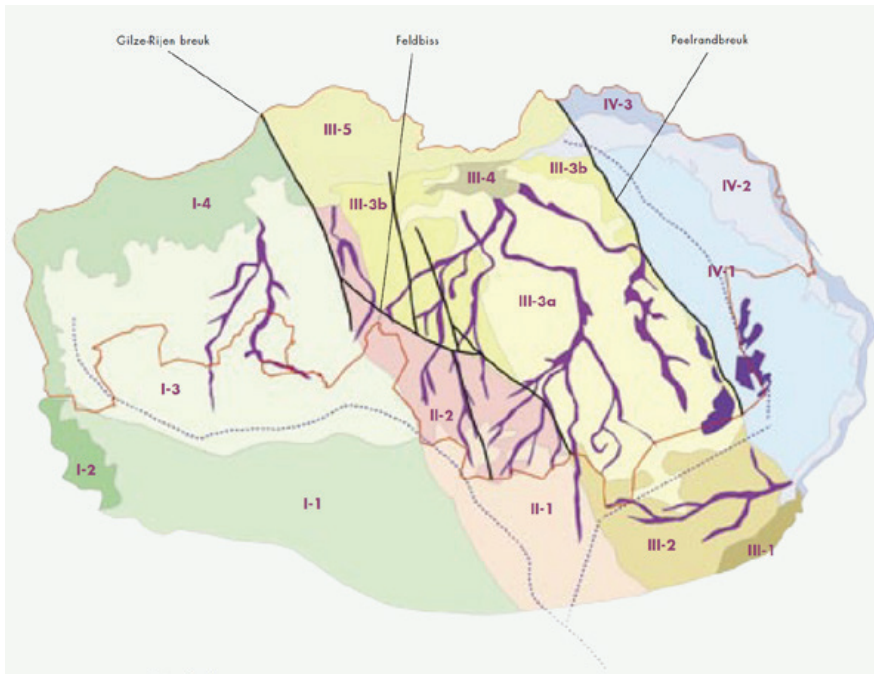 Gilze-Rijen breuk
Feldbiss
Peelrandbreuk
IV-3
III-5
III-4
III-3b
IV-2
I-4
III-3b
IV-1
III-3a
I-3
II-2
I-2
I-1
II-1
III-2
III-1